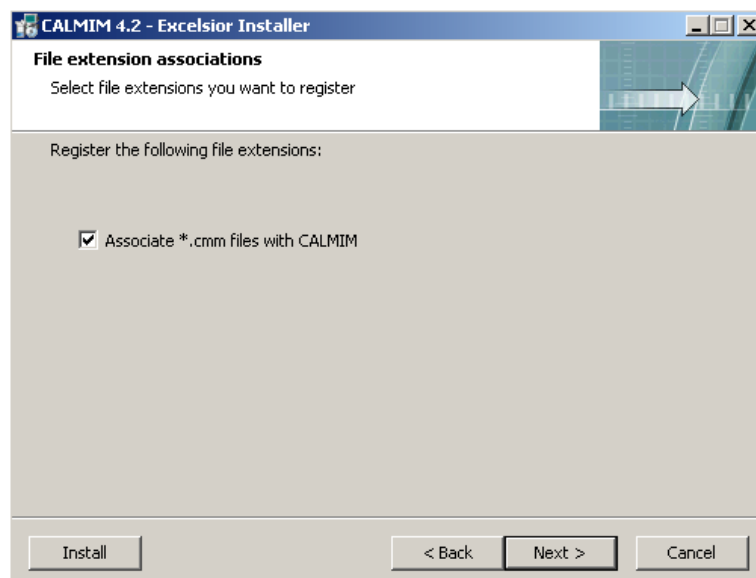 CALMIM 4.2 - Excelsior Installer
File extension associations
Select file extensions you want to register
Register the following file extensions:
Associate *.cmm files with CALMIM
Install
< Back
Next >
Cancel